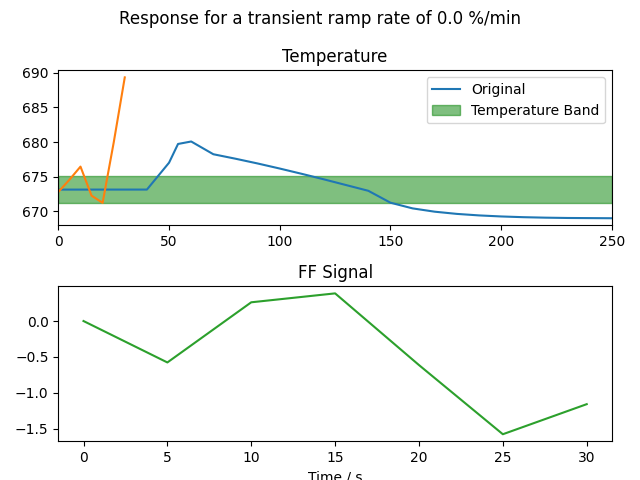 Response for a transient ramp rate of 0.0 %/min
Temperature
690
685
680
675
670
Original
Temperature Band
0 50 100 150 200 250
FF Signal
0.0
−0.5
−1.0
−1.5
0 5 10 15 20 25 30
Time / s